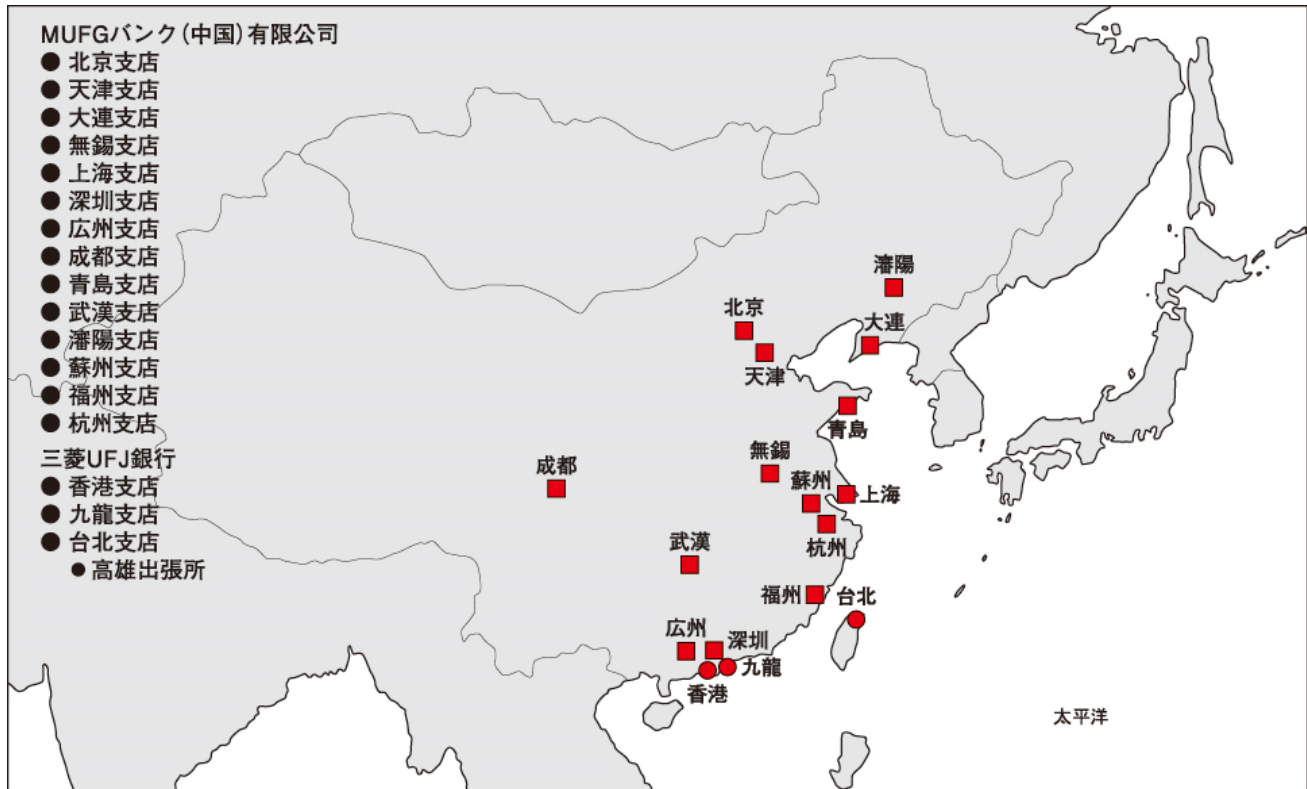 MUFGバンク(中国)有限公司
● 北京支店
● 天津支店
● 大連支店
● 無錫支店
● 上海支店
● 深圳支店
● 広州支店
● 成都支店
● 青島支店
● 武漢支店
● 瀋陽支店
● 蘇州支店
● 福州支店
● 杭州支店
三菱UFJ銀行
● 香港支店
● 九龍支店
● 台北支店
● 高雄出張所
瀋陽
北京
大連
天津
青島
無錫
成都
蘇州
上海
杭州
武漢
福州
台北
広州
深圳
九龍
香港
太平洋